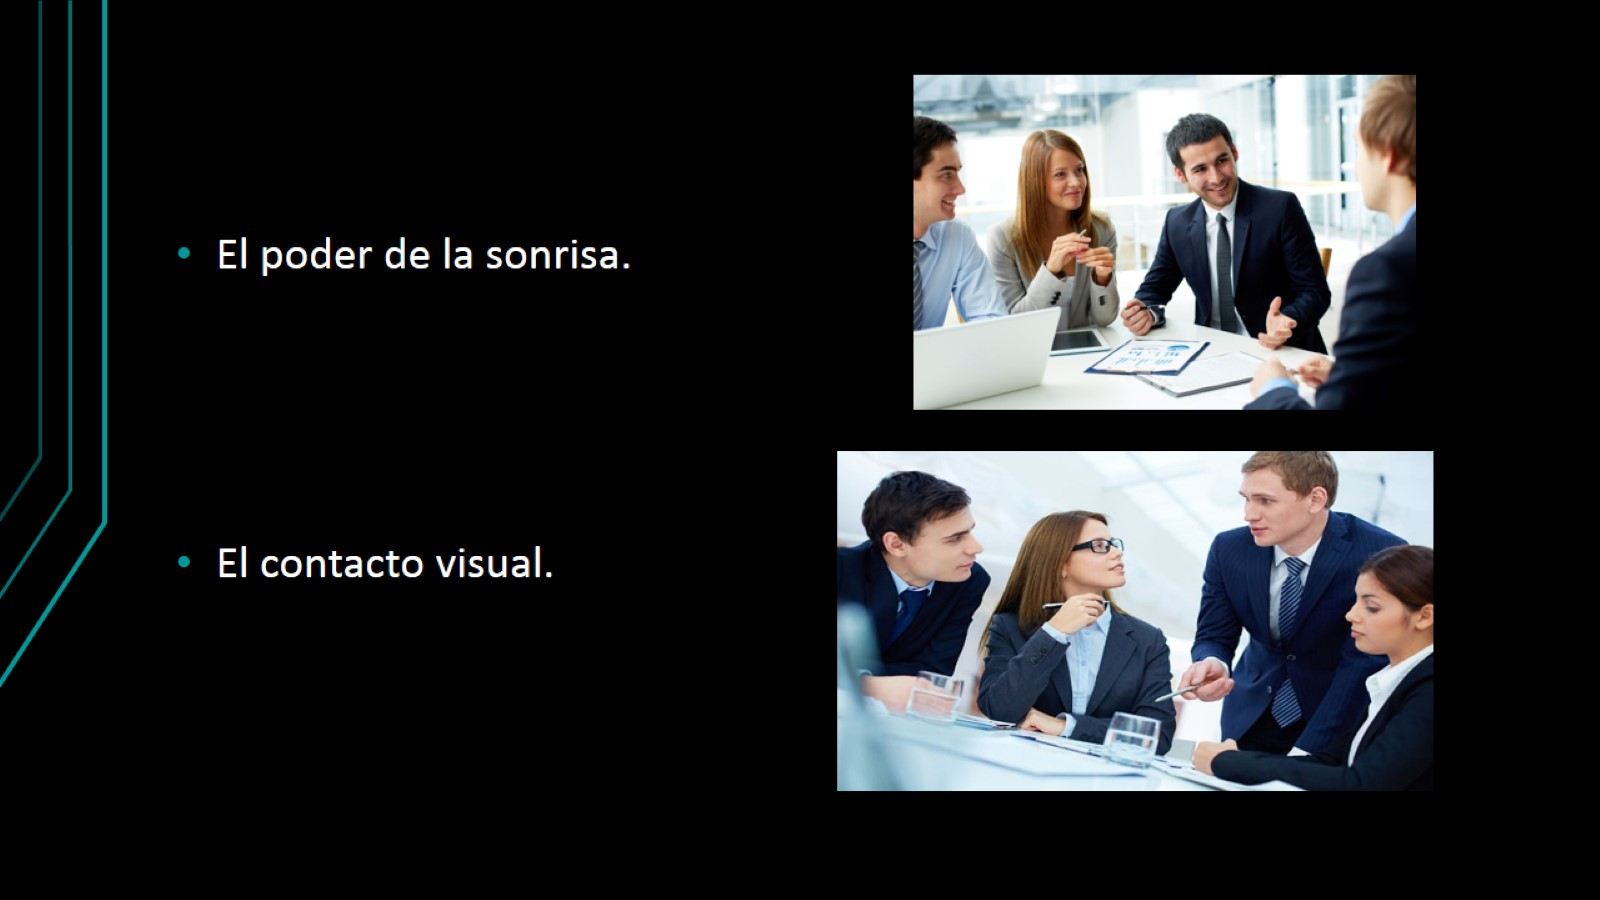 • El poder de la sonrisa.
• El contacto visual.